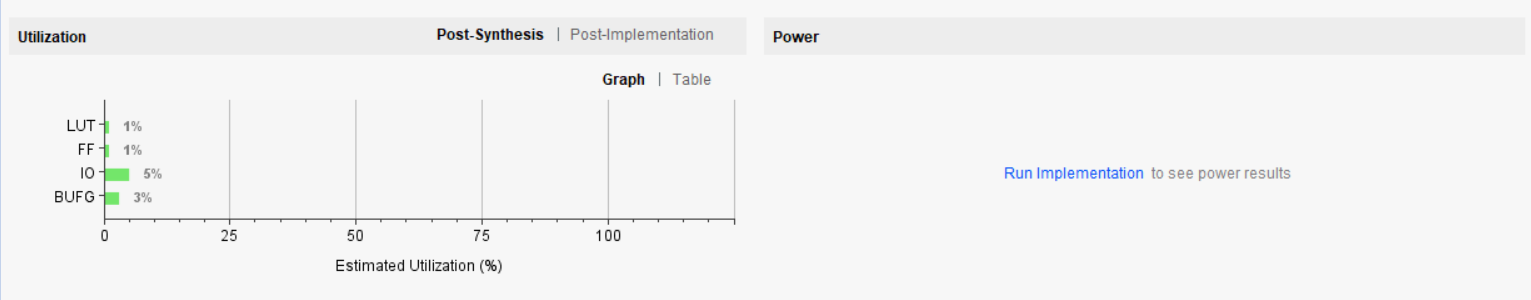 Utilization
Post-Synthesis | Post-Implementation
Graph | Table
LUT 1%
FF 1%
IO 5%
BUFG 3%
0 25 50 75 100
Estimated Utilization (%)
Power
Run Implementation to see power results